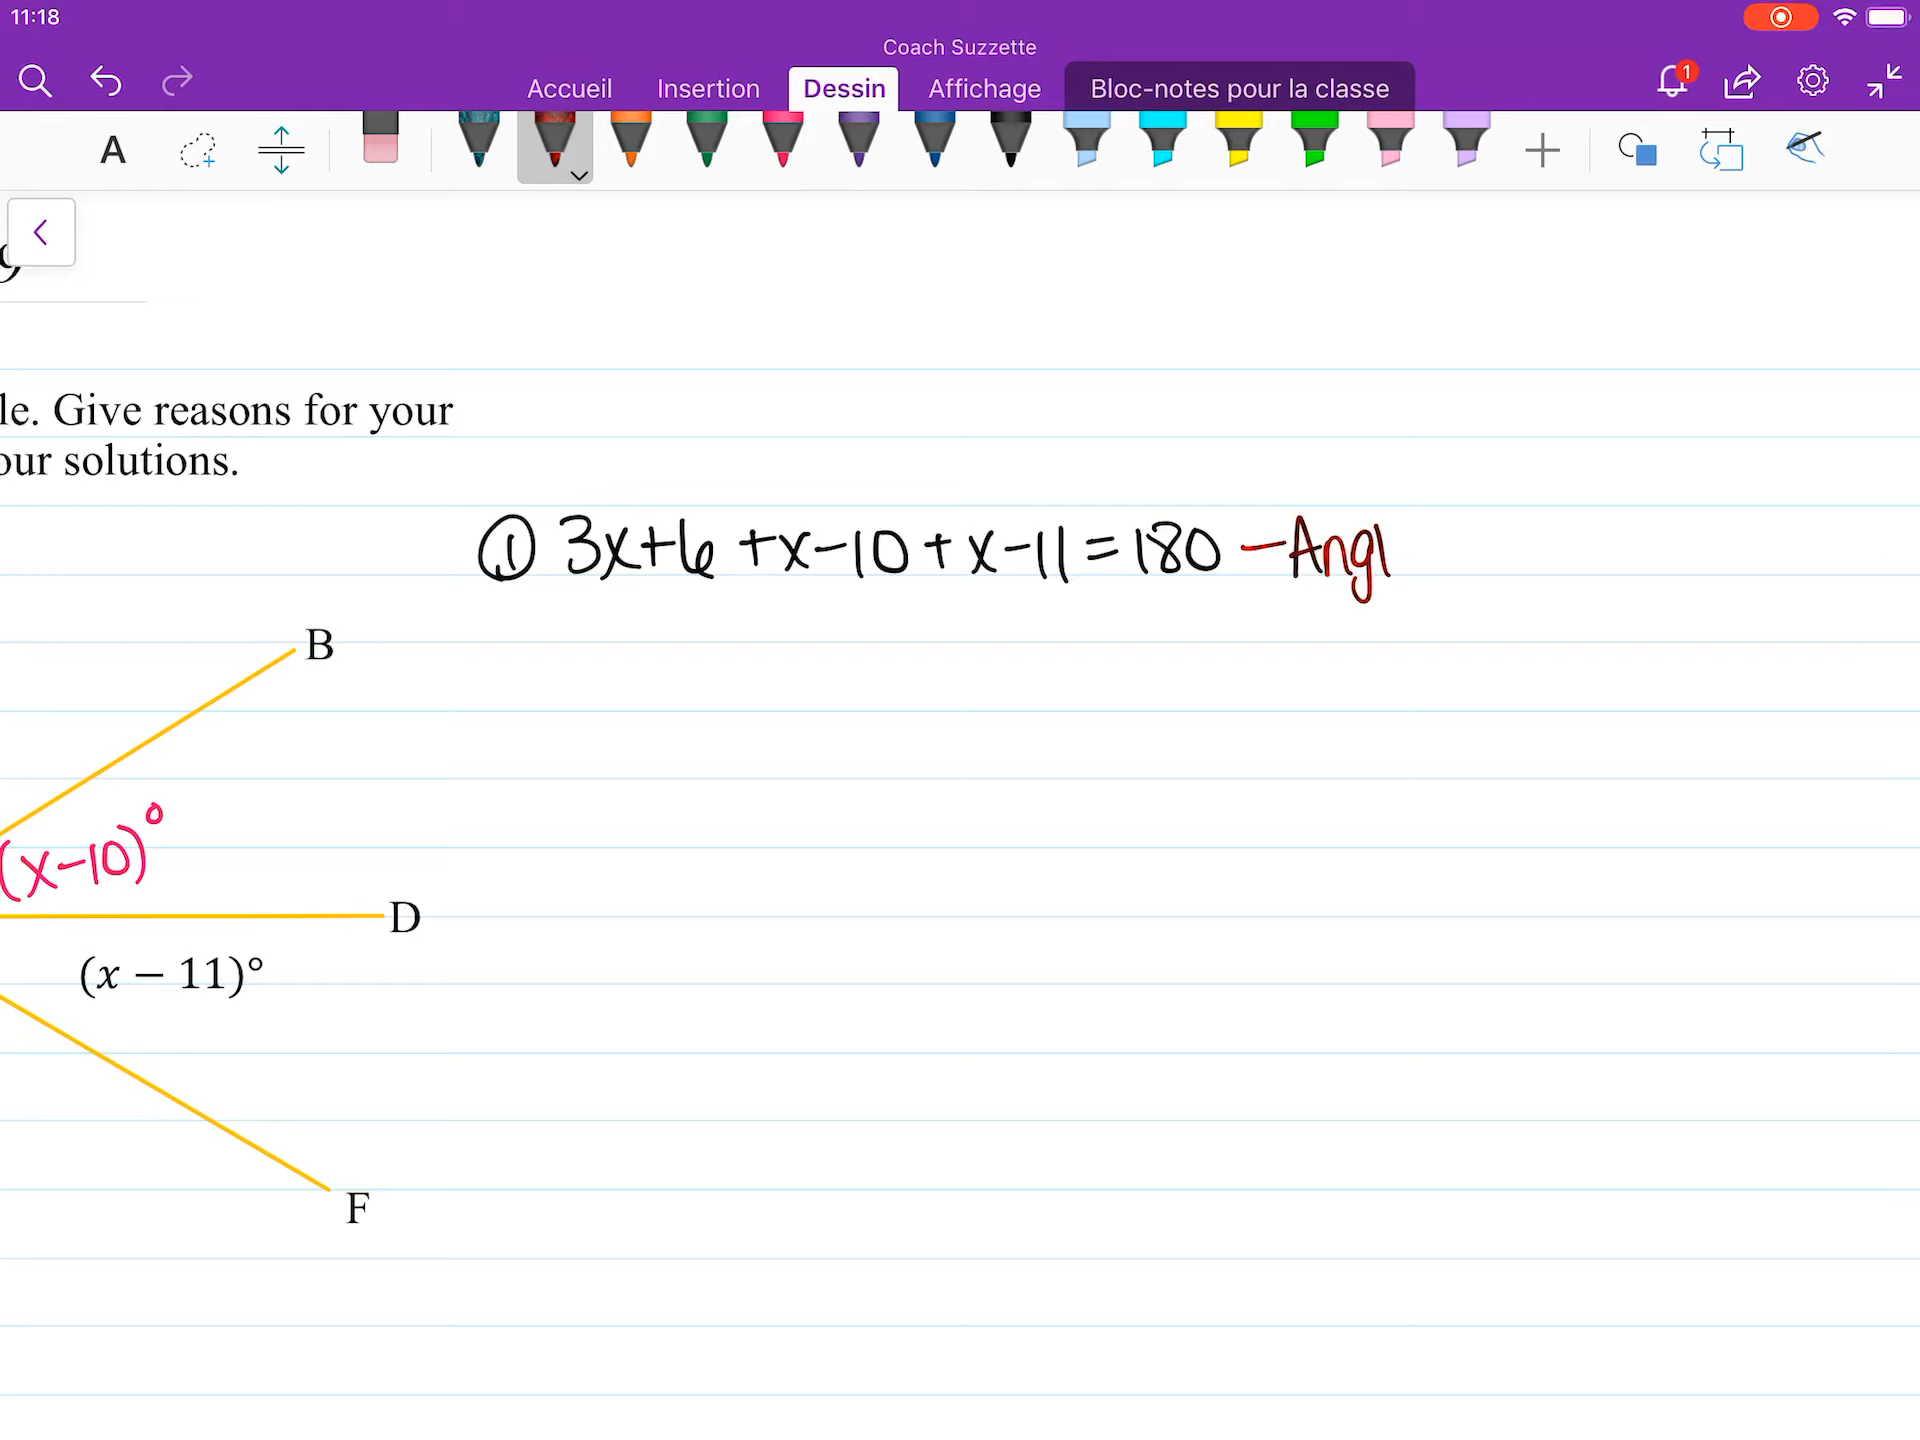 11:18
Coach Suzzette
1
Accueil Insertion Dessin Affichage Bloc-notes pour la classe
A
le. Give reasons for your
our solutions.
① 3x+6 +x-10+x-11=180 -Angl
B
(x-10)°
D
(x − 11)°
F